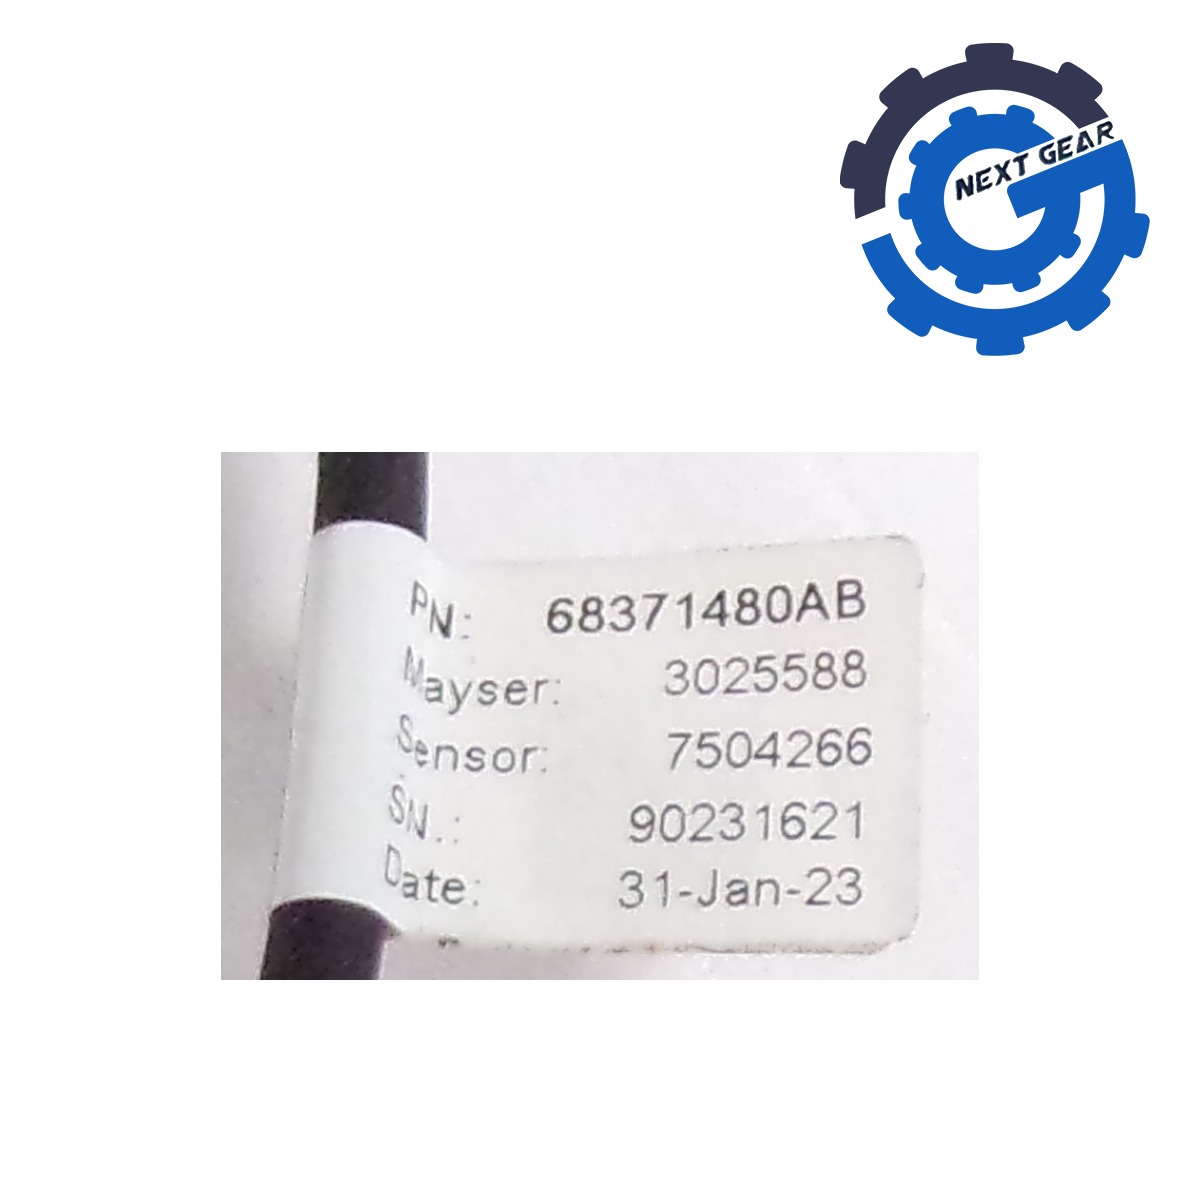 NEXT GEAR
PN: 68371480AB
Mayser: 3025588
Sensor: 7504266
SN.: 90231621
Date: 31-Jan-23